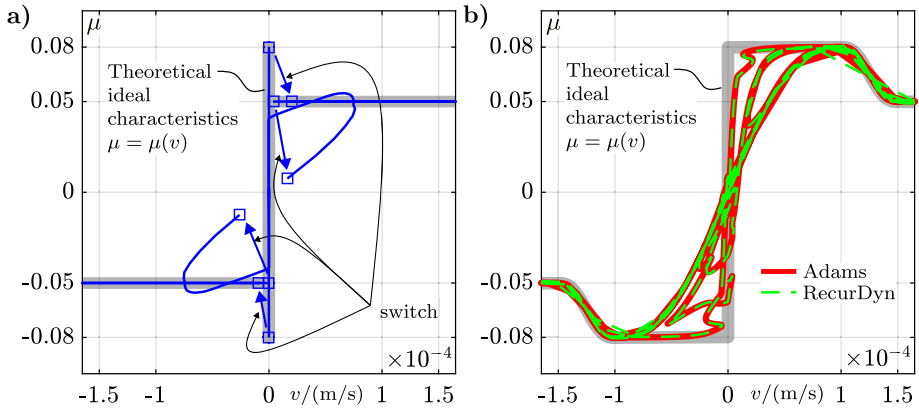 a)
μ
0.08
0.05
0
-0.05
-0.08
Theoretical
ideal
characteristics
μ = μ(v)
switch
×10⁻⁴
-1.5
-1
0
v/(m/s)
1
1.5
b)
μ
0.08
0.05
0
-0.05
-0.08
Theoretical
ideal
characteristics
μ = μ(v)
Adams
RecurDyn
×10⁻⁴
-1.5
-1
0
v/(m/s)
1
1.5